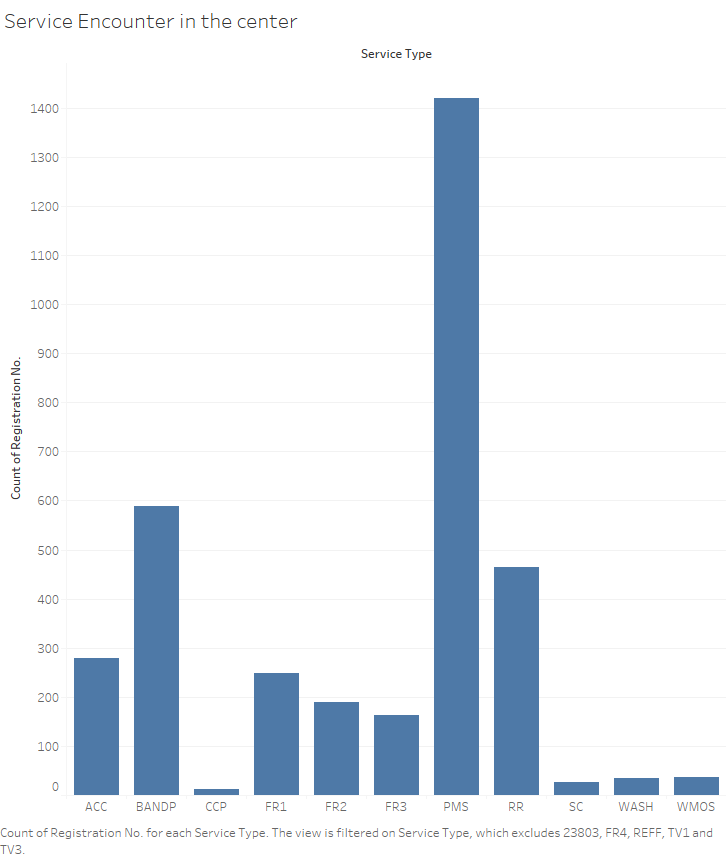 Service Encounter in the center
Service Type
Count of Registration No.
1400
1300
1200
1100
1000
900
800
700
600
500
400
300
200
100
0
ACC BANDP CCP FR1 FR2 FR3 PMS RR SC WASH WMOS
Count of Registration No. for each Service Type. The view is filtered on Service Type, which excludes 23803, FR4, REFF, TV1 and
TV3.